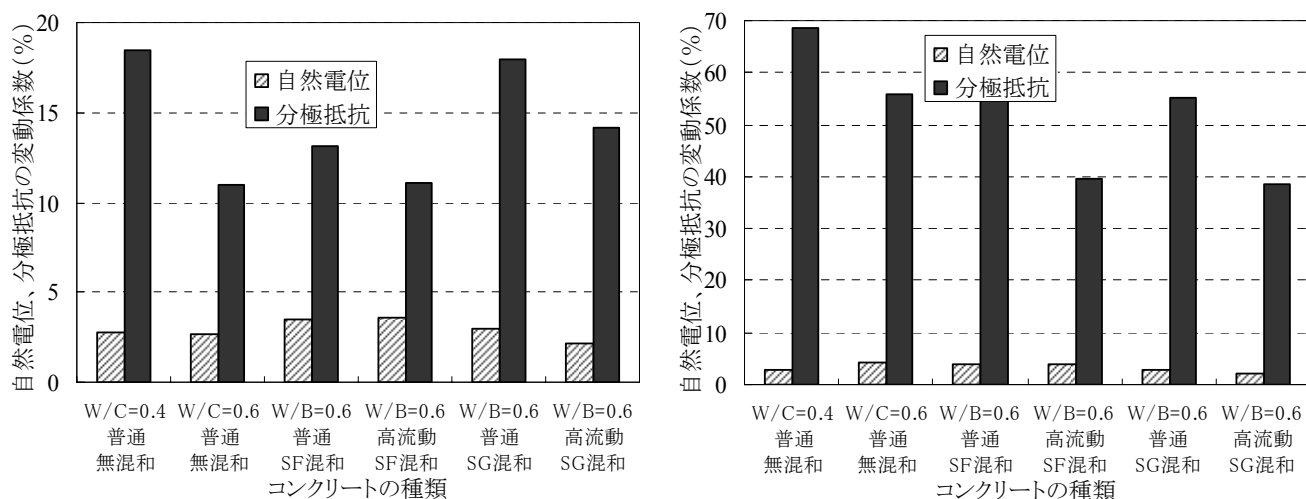 自然電位、分極抵抗の変動係数(%)
20
15
10
5
0
自然電位
分極抵抗
W/C=0.4 W/C=0.6 W/B=0.6 W/B=0.6 W/B=0.6 W/B=0.6
普通 普通 普通 高流動 普通 高流動
無混和 無混和 SF混和 SF混和 SG混和 SG混和
コンクリートの種類
自然電位、分極抵抗の変動係数(%)
70
60
50
40
30
20
10
0
自然電位
分極抵抗
W/C=0.4 W/C=0.6 W/B=0.6 W/B=0.6 W/B=0.6 W/B=0.6
普通 普通 普通 高流動 普通 高流動
無混和 無混和 SF混和 SF混和 SG混和 SG混和
コンクリートの種類